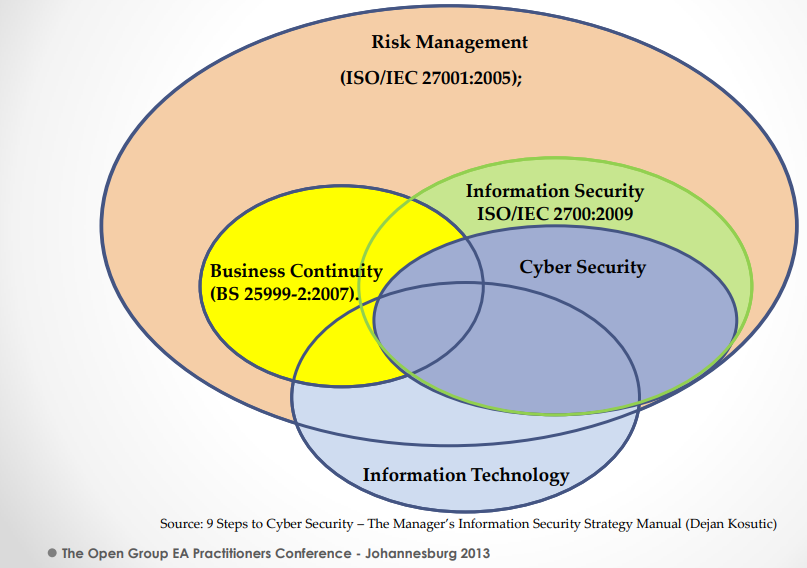 Risk Management
(ISO/IEC 27001:2005);
Information Security
ISO/IEC 2700:2009
Cyber Security
Business Continuity
(BS 25999-2:2007).
Information Technology
Source: 9 Steps to Cyber Security – The Manager’s Information Security Strategy Manual (Dejan Kosutic)
The Open Group EA Practitioners Conference - Johannesburg 2013